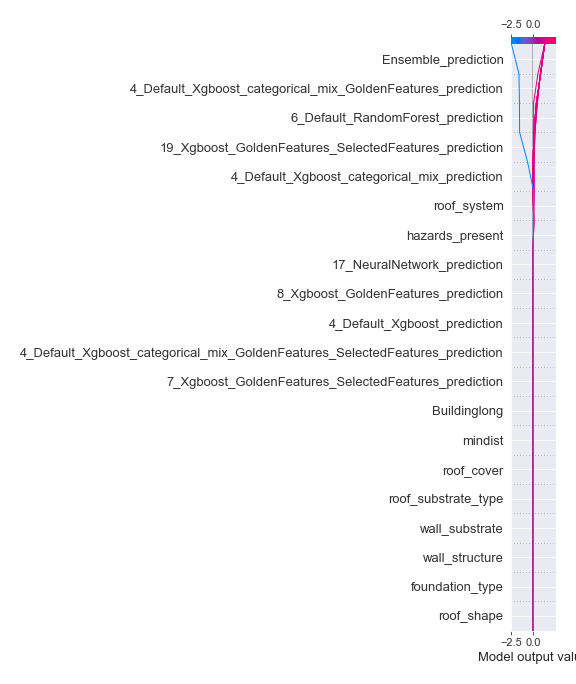 −2.5 0.0
Ensemble_prediction
4_Default_Xgboost_categorical_mix_GoldenFeatures_prediction
6_Default_RandomForest_prediction
19_Xgboost_GoldenFeatures_SelectedFeatures_prediction
4_Default_Xgboost_categorical_mix_prediction
roof_system
hazards_present
17_NeuralNetwork_prediction
8_Xgboost_GoldenFeatures_prediction
4_Default_Xgboost_prediction
4_Default_Xgboost_categorical_mix_GoldenFeatures_SelectedFeatures_prediction
7_Xgboost_GoldenFeatures_SelectedFeatures_prediction
Buildinglong
mindist
roof_cover
roof_substrate_type
wall_substrate
wall_structure
foundation_type
roof_shape
−2.5 0.0
Model output valu